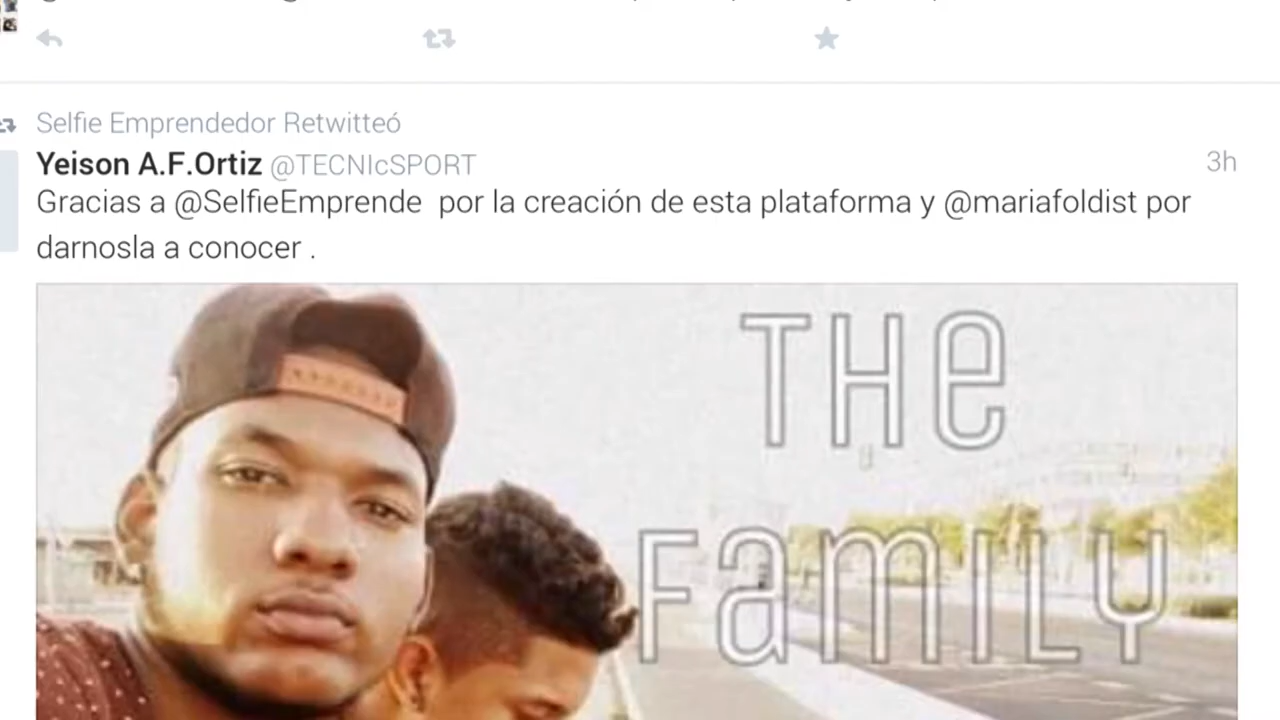 Selfie Emprendedor Retwitteó
Yeison A.F.Ortiz @TECNIcSPORT 3h
Gracias a @SelfieEmprende por la creación de esta plataforma y @mariafoldist por
darnosla a conocer .
THe
FamILY